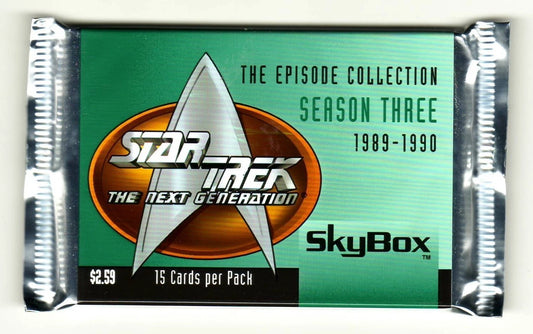 THE EPISODE COLLECTION
SEASON THREE
1989-1990
STAR TREK
THE NEXT GENERATION
SkyBox
TM
$2.59
15 Cards per Pack